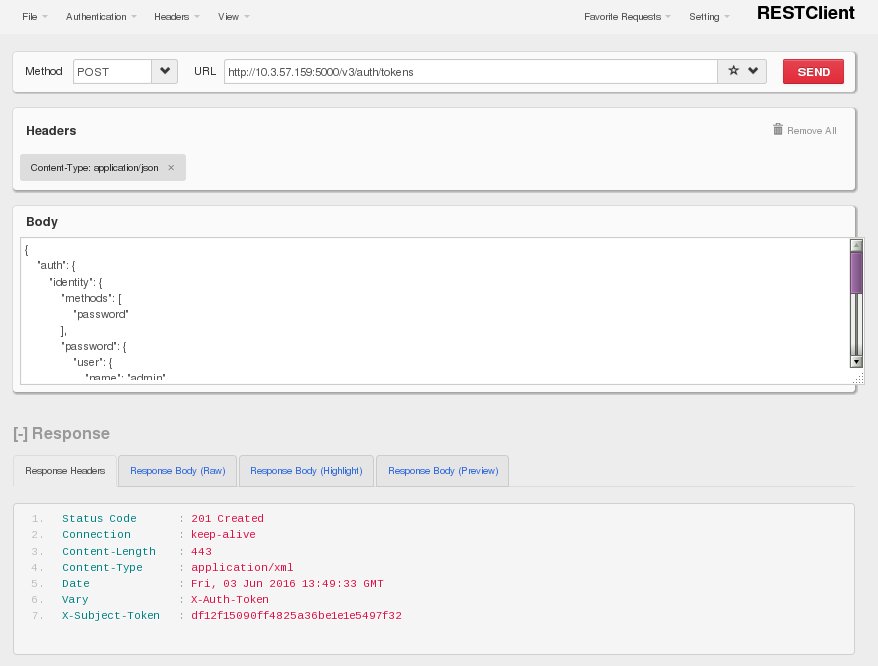 File Authentication Headers View Favorite Requests Setting RESTClient
Method POST URL http://10.3.57.159:5000/v3/auth/tokens SEND
Headers Remove All
Content-Type: application/json ×
Body
{
"auth": {
"identity": {
"methods": [
"password"
],
"password": {
"user": {
"name": "admin",
[-] Response
Response Headers Response Body (Raw) Response Body (Highlight) Response Body (Preview)
1. Status Code : 201 Created
2. Connection : keep-alive
3. Content-Length : 443
4. Content-Type : application/xml
5. Date : Fri, 03 Jun 2016 13:49:33 GMT
6. Vary : X-Auth-Token
7. X-Subject-Token : df12f15090ff4825a36be1e1e5497f32